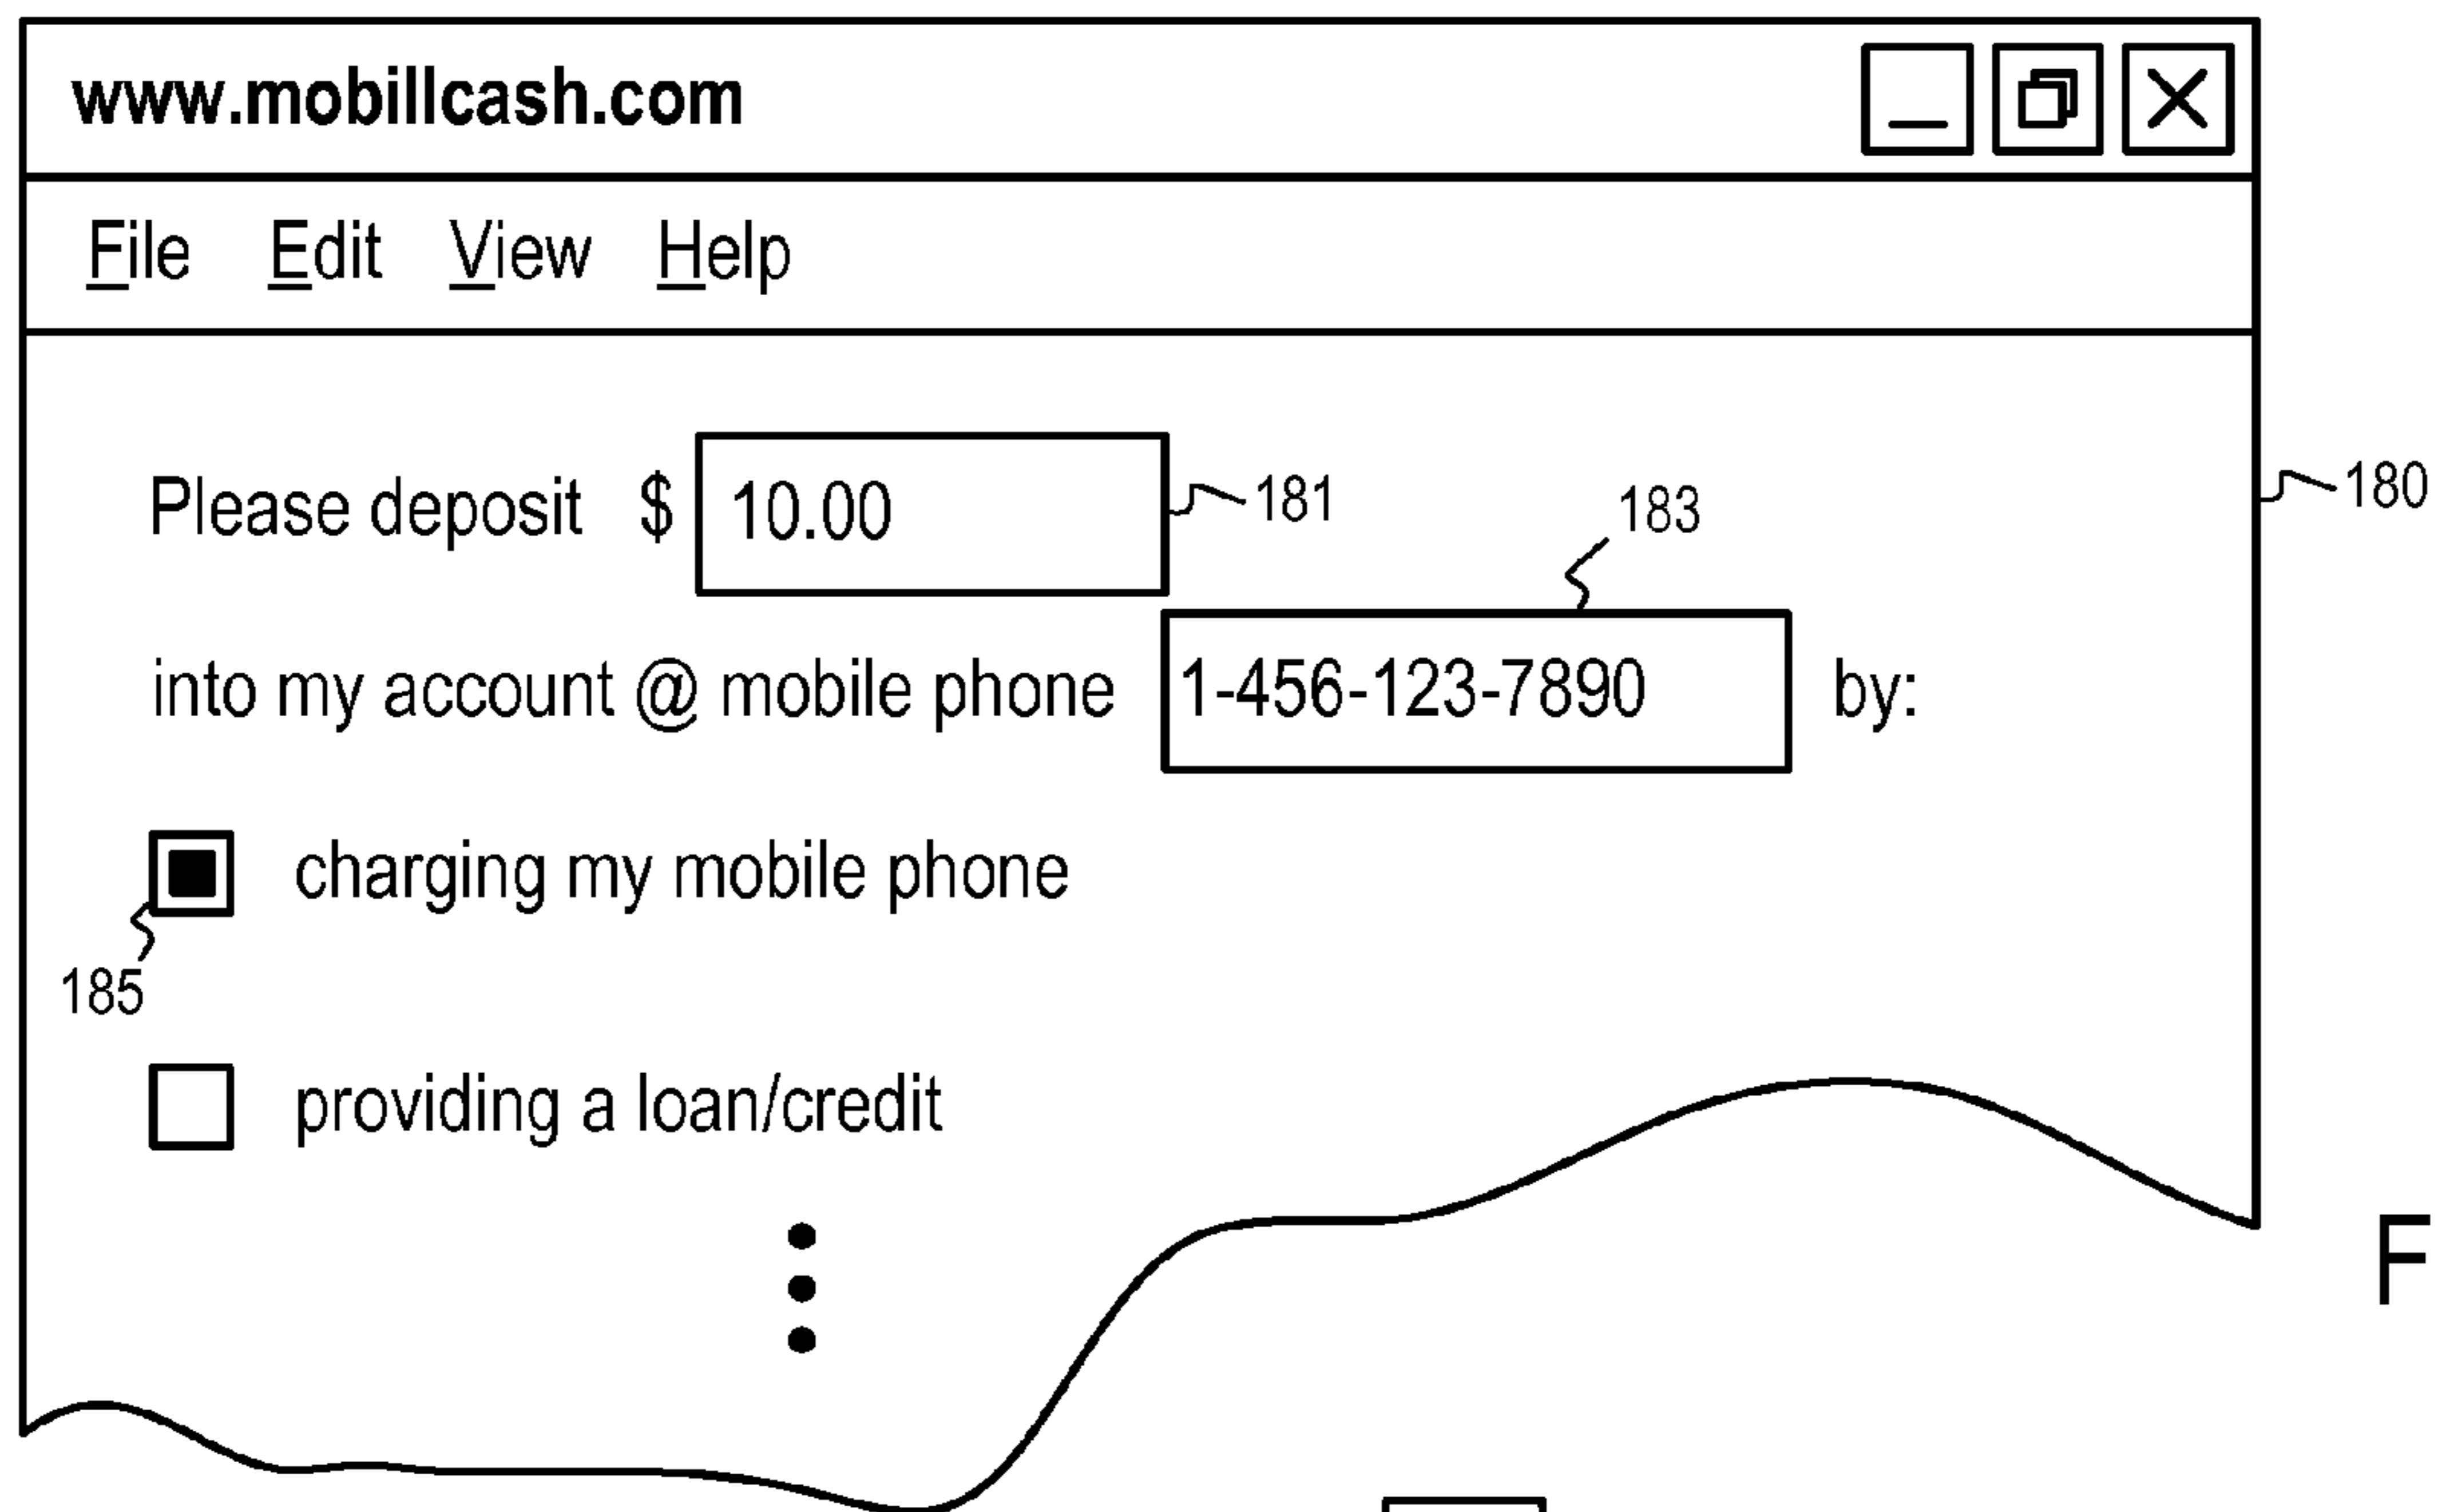 www.mobillcash.com
File Edit View Help
Please deposit $ 10.00 181
180
183
into my account @ mobile phone 1-456-123-7890 by:
charging my mobile phone
185
providing a loan/credit
F